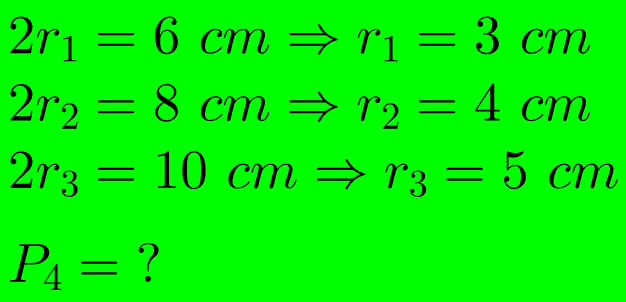 2r₁ = 6 cm ⇒ r₁ = 3 cm
2r₂ = 8 cm ⇒ r₂ = 4 cm
2r₃ = 10 cm ⇒ r₃ = 5 cm
P₄ = ?